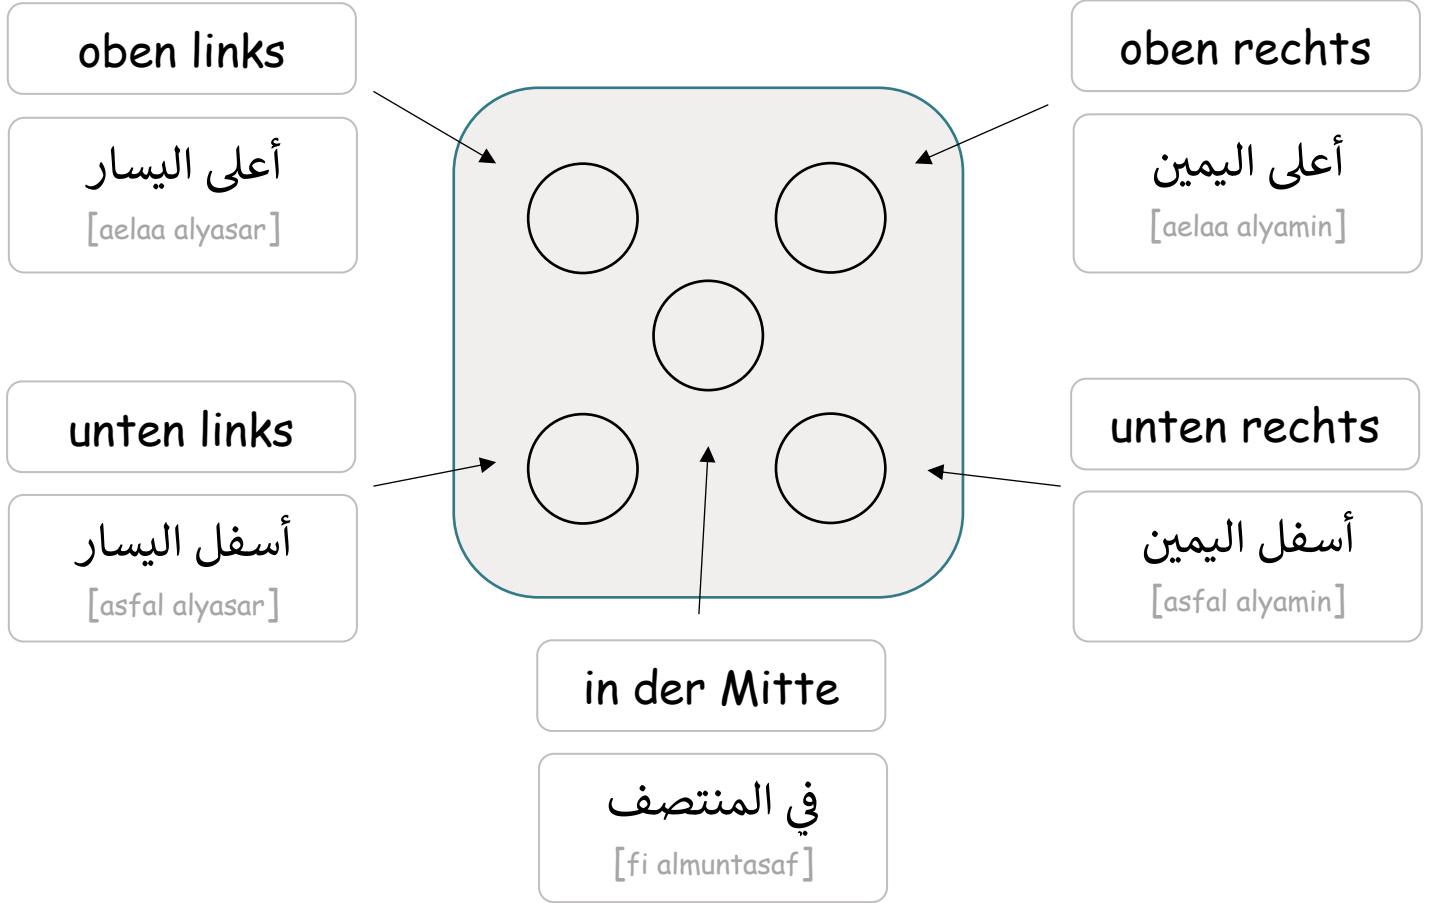 oben links
أعلى اليسار
[aelaa alyasar]
oben rechts
أعلى اليمين
[aelaa alyamin]
unten links
أسفل اليسار
[asfal alyasar]
unten rechts
أسفل اليمين
[asfal alyamin]
in der Mitte
في المنتصف
[fi almuntasaf]